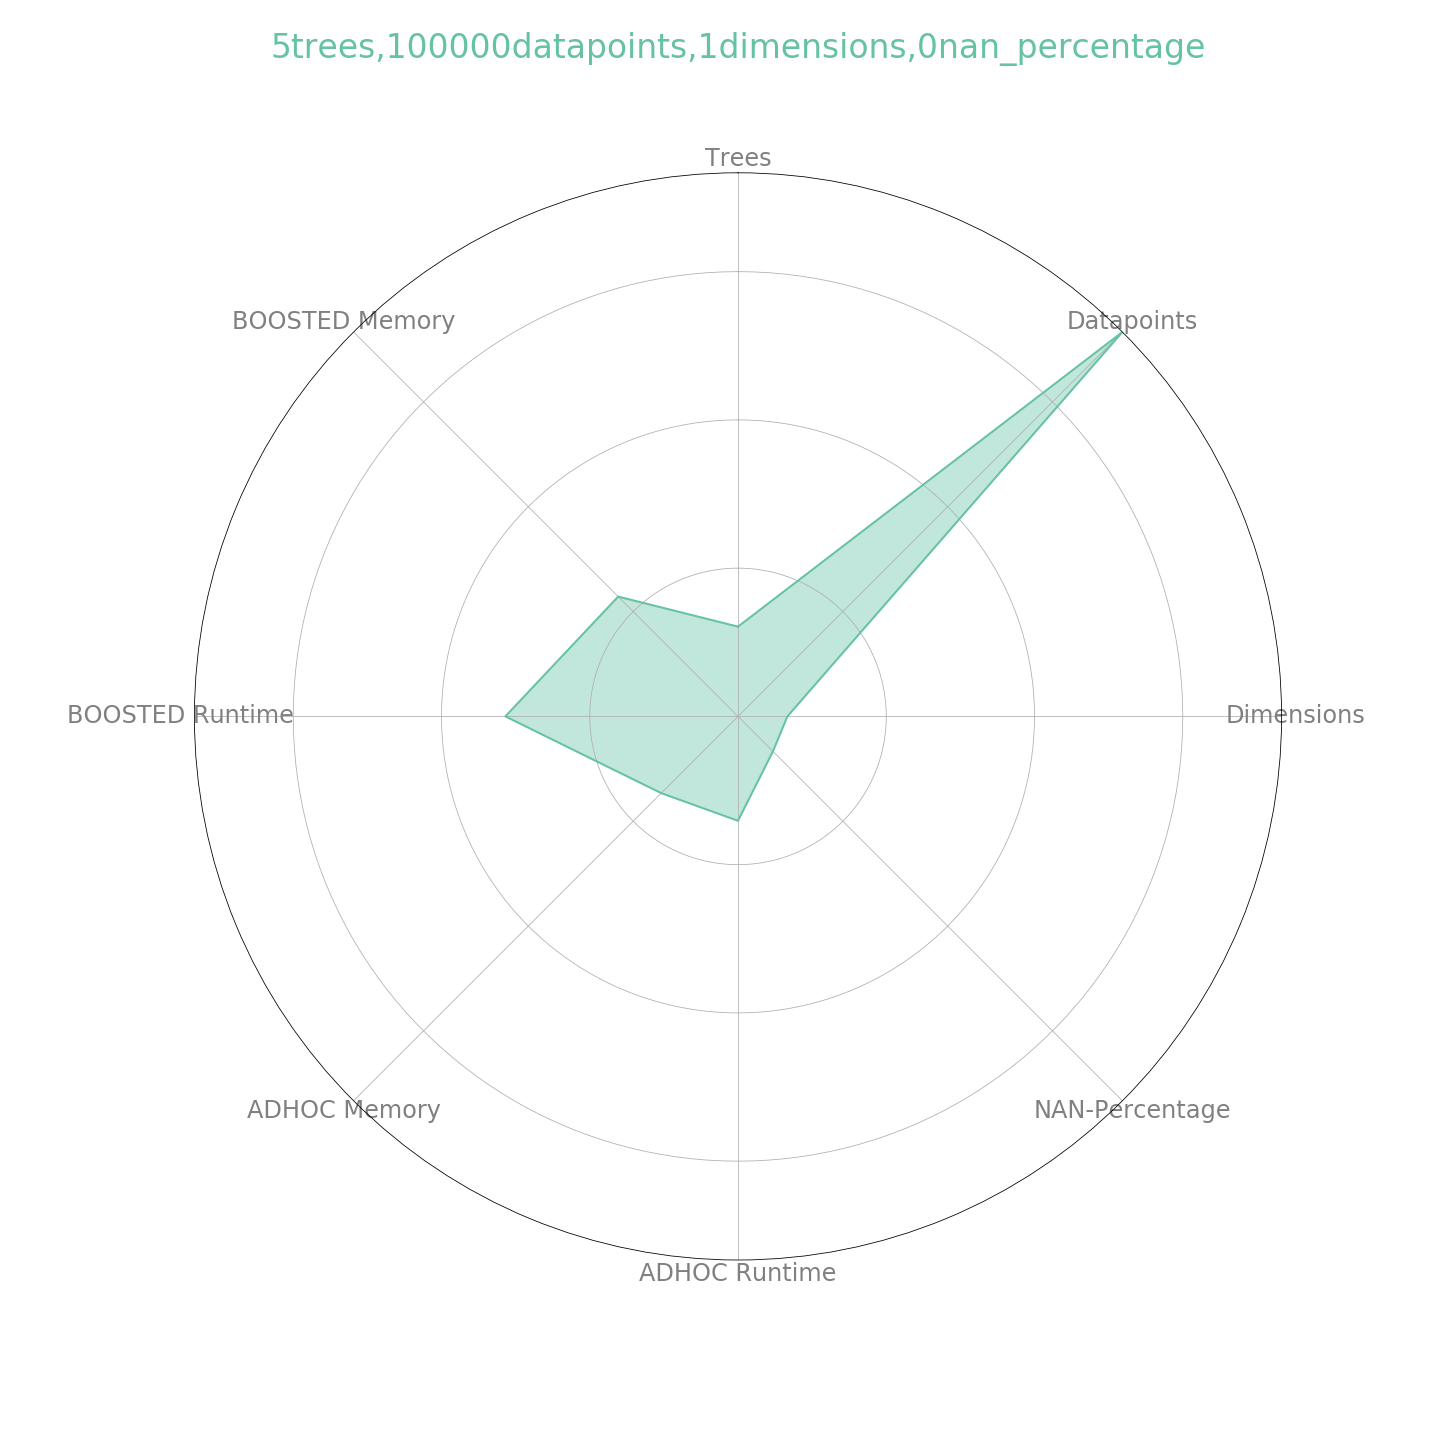 5trees,100000datapoints,1dimensions,0nan_percentage
Trees
BOOSTED Memory
Datapoints
BOOSTED Runtime
Dimensions
ADHOC Memory
NAN-Percentage
ADHOC Runtime